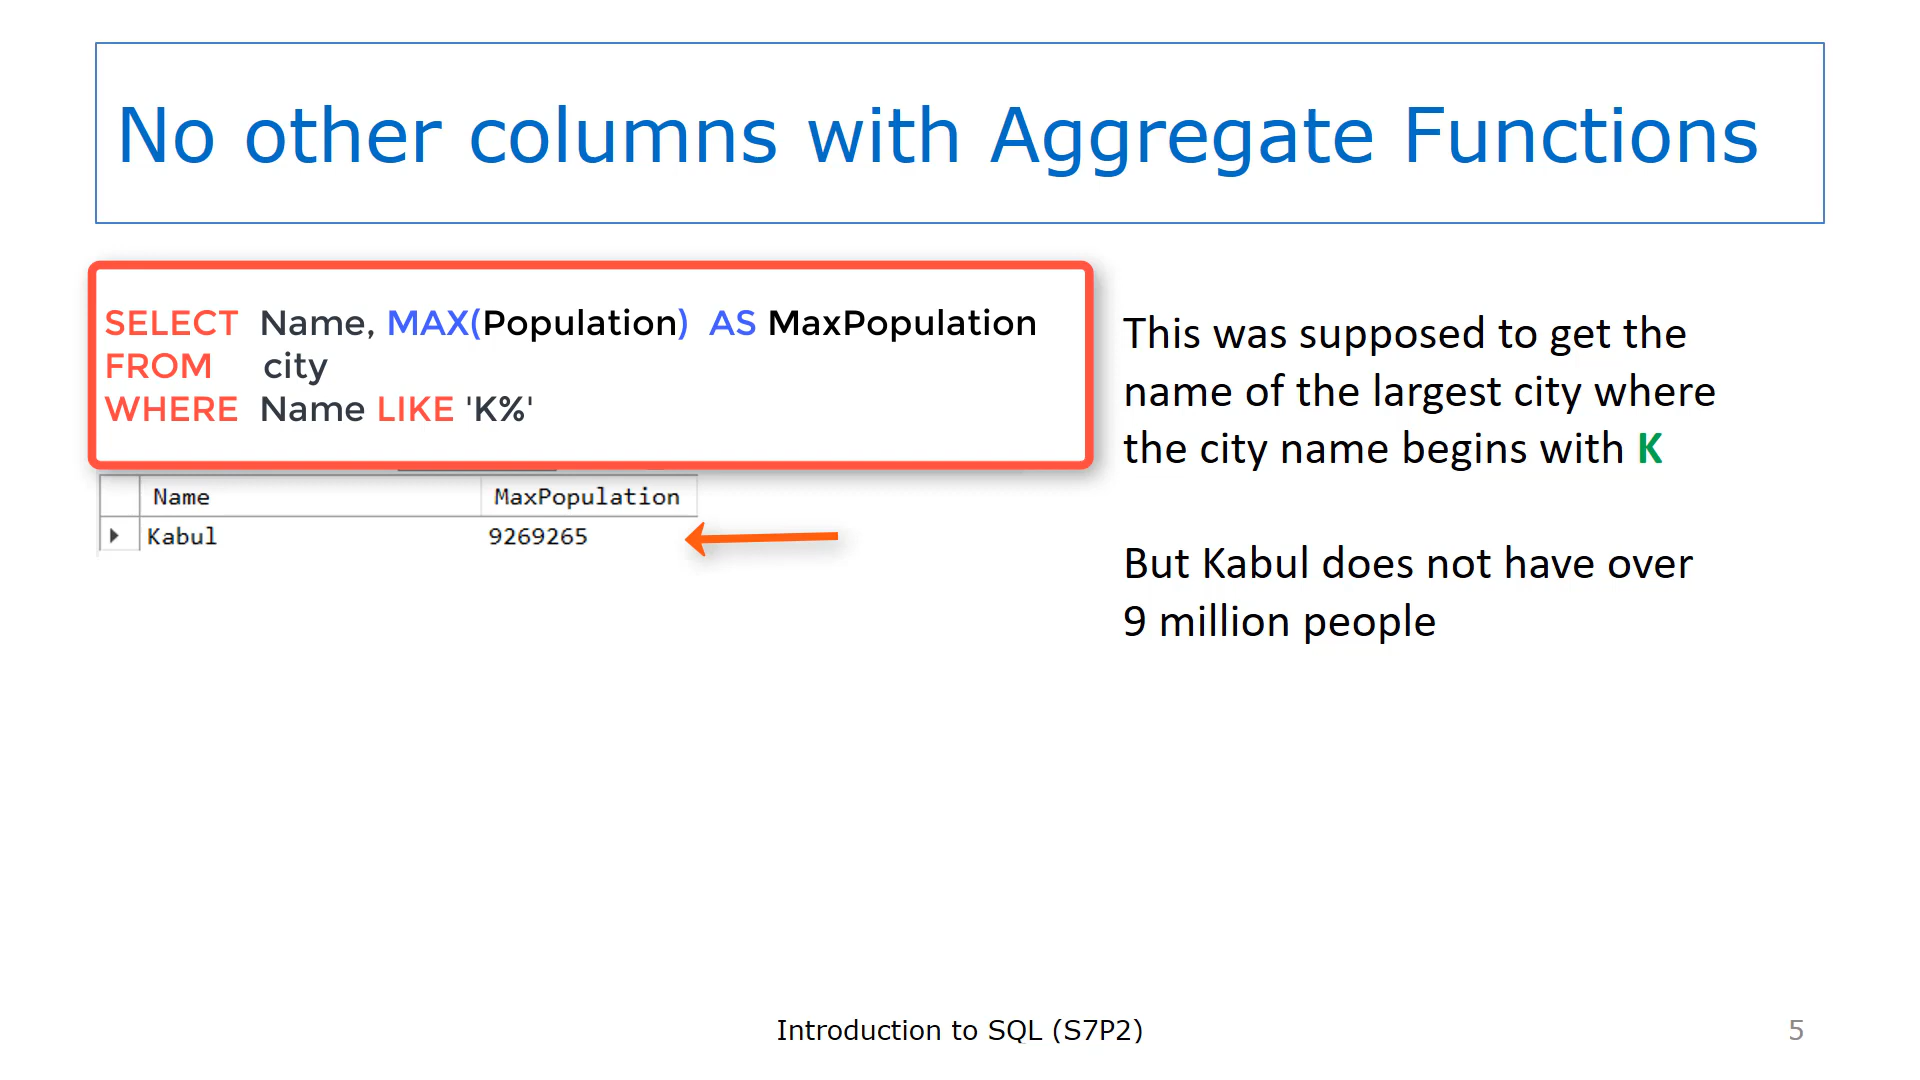 No other columns with Aggregate Functions
SELECT Name, MAX(Population) AS MaxPopulation
FROM city
WHERE Name LIKE 'K%'
Name MaxPopulation
Kabul 9269265
This was supposed to get the
name of the largest city where
the city name begins with K
But Kabul does not have over
9 million people
Introduction to SQL (S7P2)
5